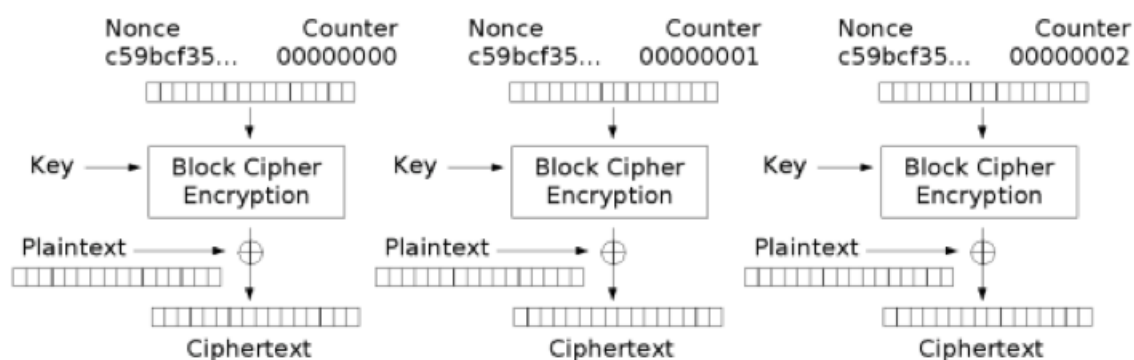 Nonce Counter Nonce Counter Nonce Counter
c59bcf35... 00000000 c59bcf35... 00000001 c59bcf35... 00000002
Key Block Cipher Key Block Cipher Key Block Cipher
Encryption Encryption Encryption
Plaintext Plaintext Plaintext
Ciphertext Ciphertext Ciphertext